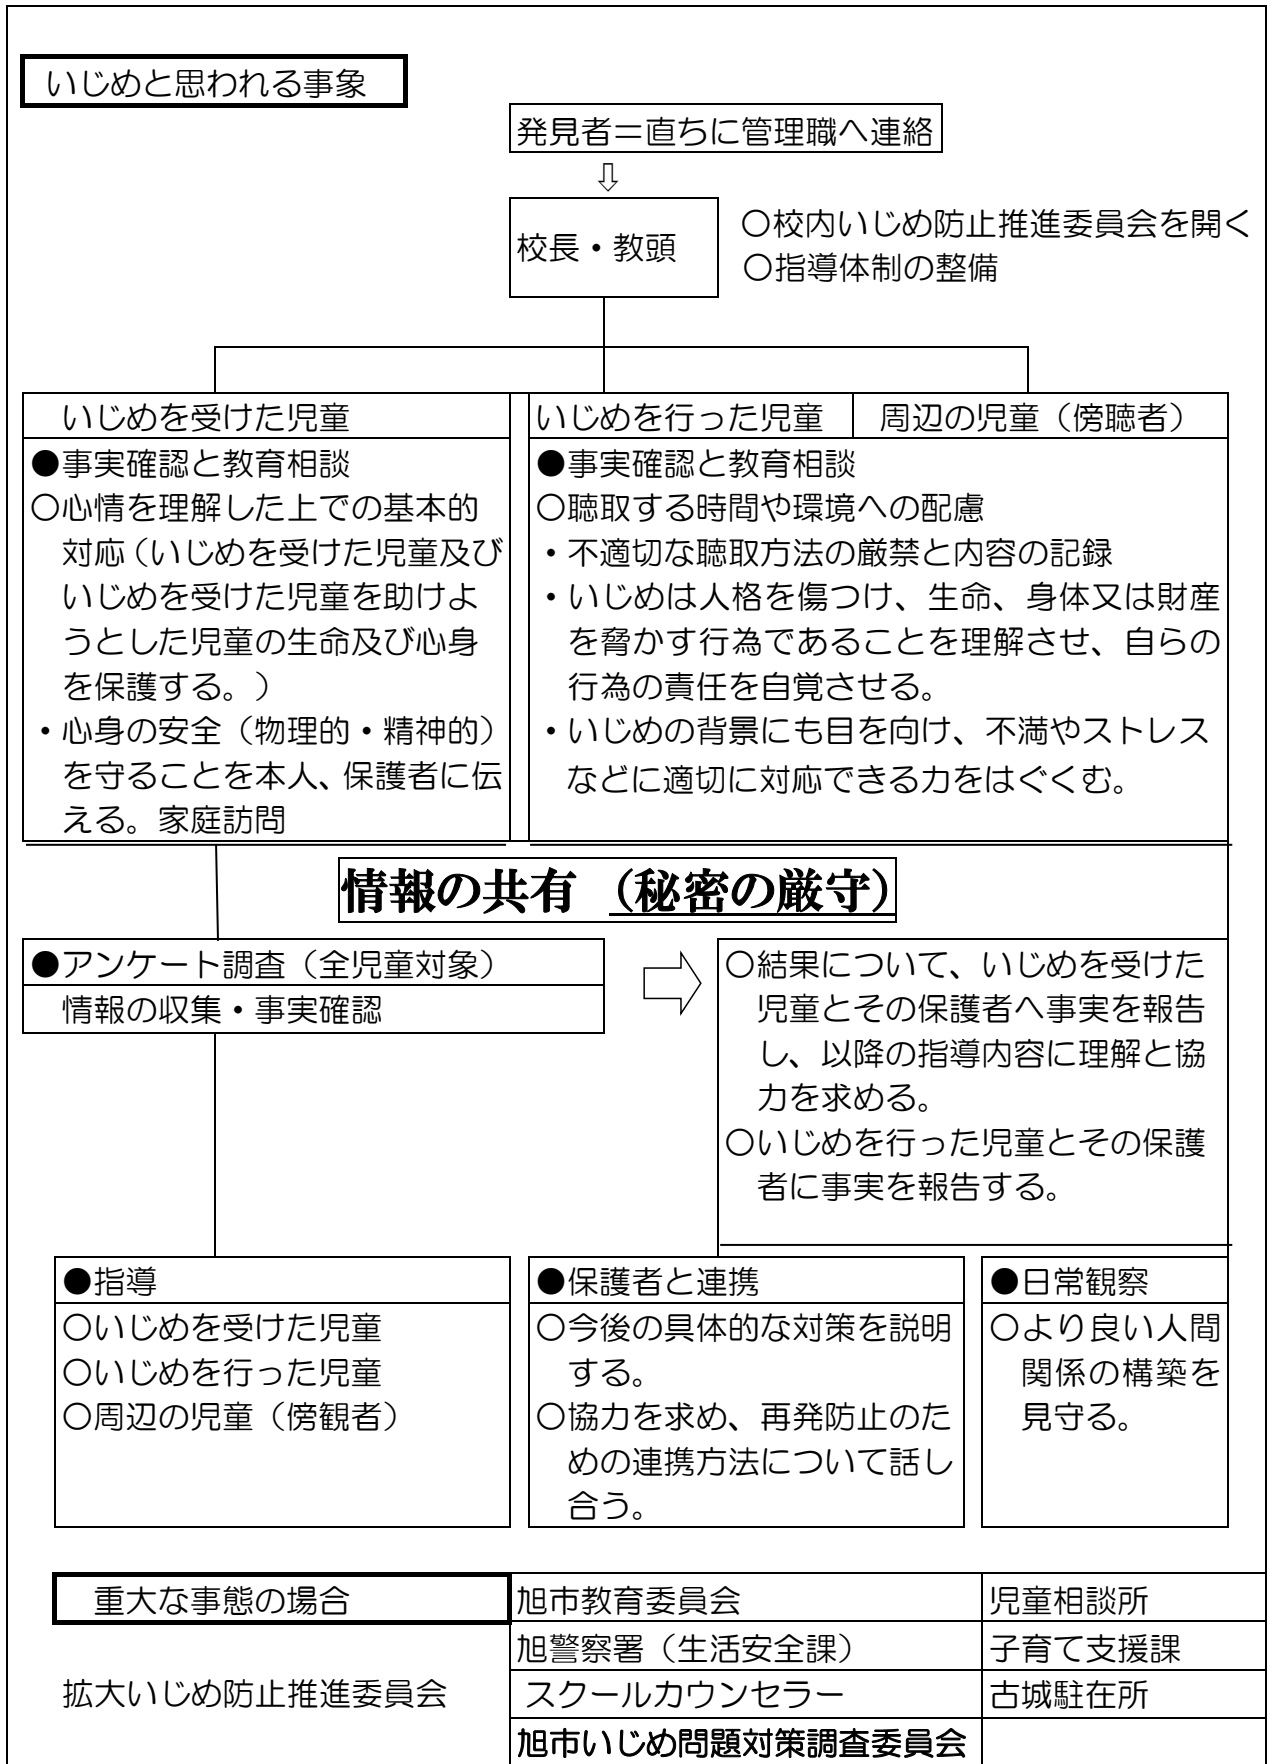 いじめと思われる事象
発見者＝直ちに管理職へ連絡
⇩
校長・教頭
〇校内いじめ防止推進委員会を開く
〇指導体制の整備
いじめを受けた児童
●事実確認と教育相談
〇心情を理解した上での基本的
対応（いじめを受けた児童及び
いじめを受けた児童を助けよ
うとした児童の生命及び心身
を保護する。）
・心身の安全（物理的・精神的）
を守ることを本人、保護者に伝
える。家庭訪問
いじめを行った児童
周辺の児童（傍聴者）
●事実確認と教育相談
〇聴取する時間や環境への配慮
・不適切な聴取方法の厳禁と内容の記録
・いじめは人格を傷つけ、生命、身体又は財産
を脅かす行為であることを理解させ、自らの
行為の責任を自覚させる。
・いじめの背景にも目を向け、不満やストレス
などに適切に対応できる力をはぐくむ。
情報の共有（秘密の厳守）
●アンケート調査（全児童対象）
情報の収集・事実確認
〇結果について、いじめを受けた
児童とその保護者へ事実を報告
し、以降の指導内容に理解と協
力を求める。
〇いじめを行った児童とその保護
者に事実を報告する。
●指導
〇いじめを受けた児童
〇いじめを行った児童
〇周辺の児童（傍観者）
●保護者と連携
〇今後の具体的な対策を説明
する。
〇協力を求め、再発防止のた
めの連携方法について話し
合う。
●日常観察
〇より良い人間
関係の構築を
見守る。
重大な事態の場合
拡大いじめ防止推進委員会
旭市教育委員会
児童相談所
旭警察署（生活安全課）
子育て支援課
スクールカウンセラー
古城駐在所
旭市いじめ問題対策調査委員会